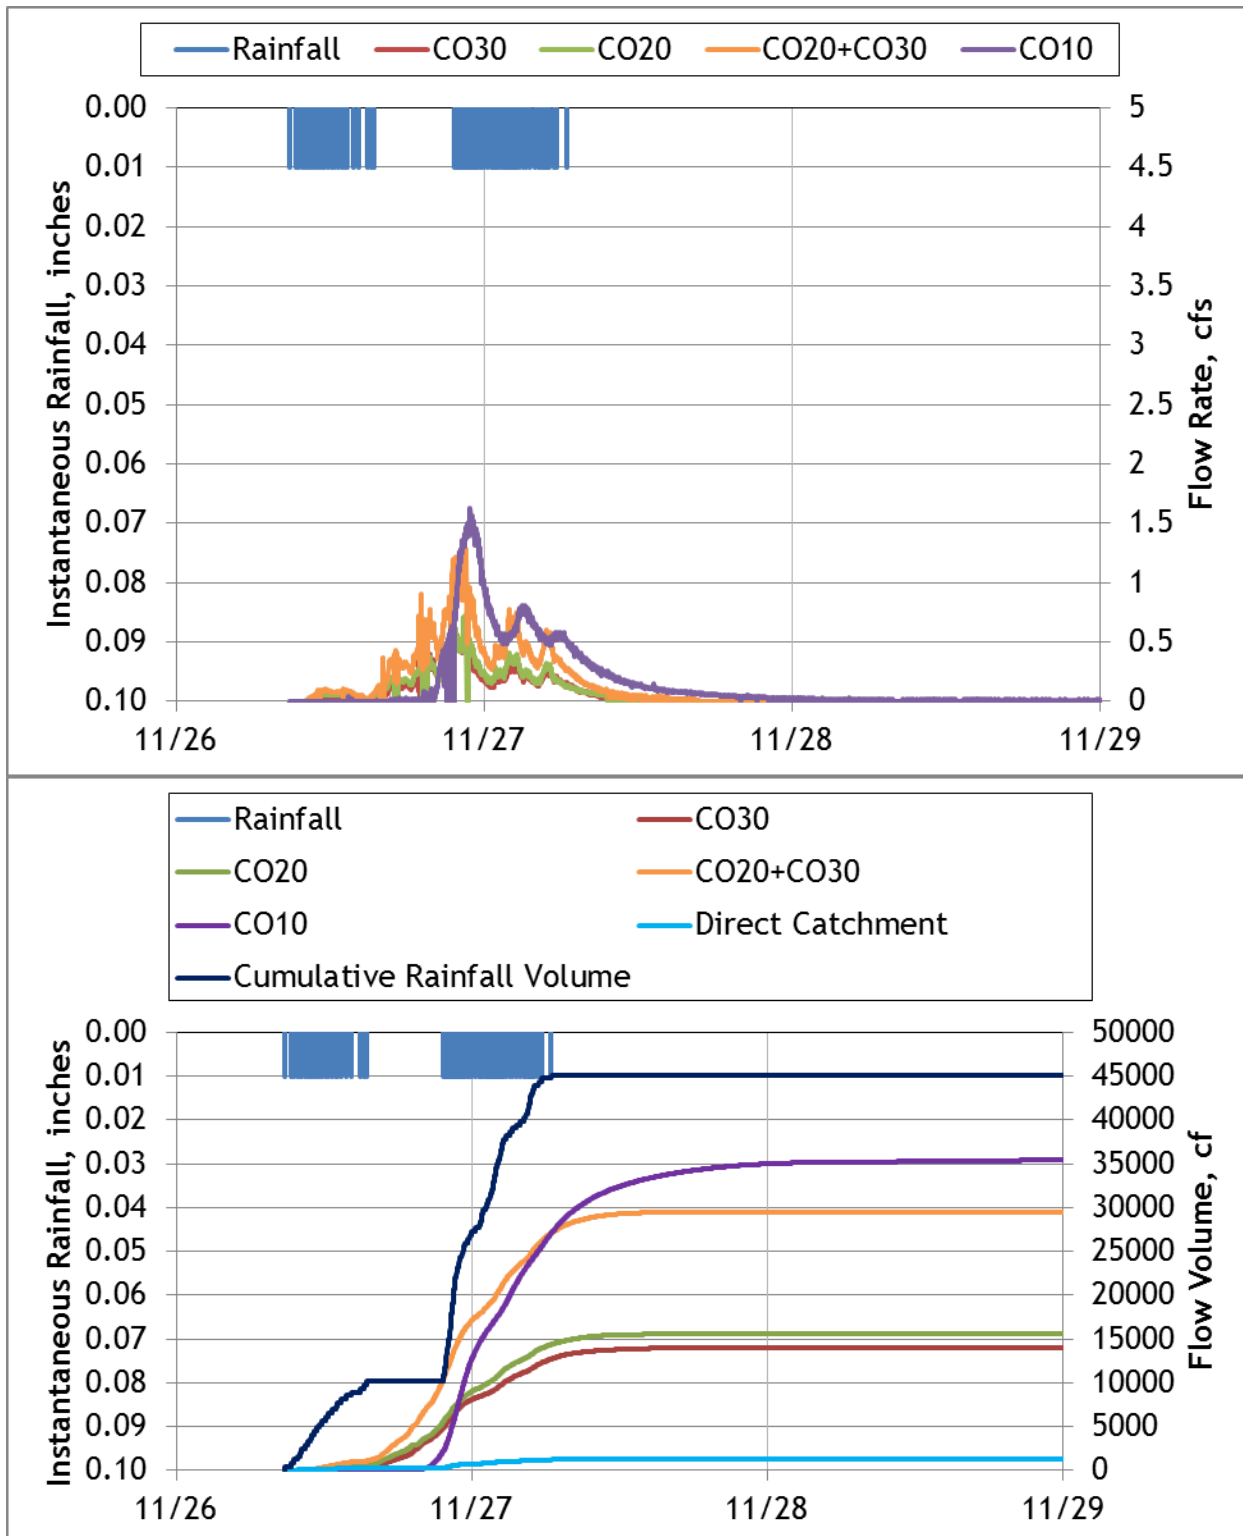 Rainfall CO30 CO20 CO20+CO30 CO10
0.00 5
0.01 4.5
0.02 4
0.03 3.5
0.04 3
0.05 2.5
0.06 2
0.07 1.5
0.08 1
0.09 0.5
0.10 0
Instantaneous Rainfall, inches
Flow Rate, cfs
11/26 11/27 11/28 11/29
Rainfall CO30
CO20 CO20+CO30
CO10 Direct Catchment
Cumulative Rainfall Volume
0.00 50000
0.01 45000
0.02 40000
0.03 35000
0.04 30000
0.05 25000
0.06 20000
0.07 15000
0.08 10000
0.09 5000
0.10 0
Instantaneous Rainfall, inches
Flow Volume, cf
11/26 11/27 11/28 11/29